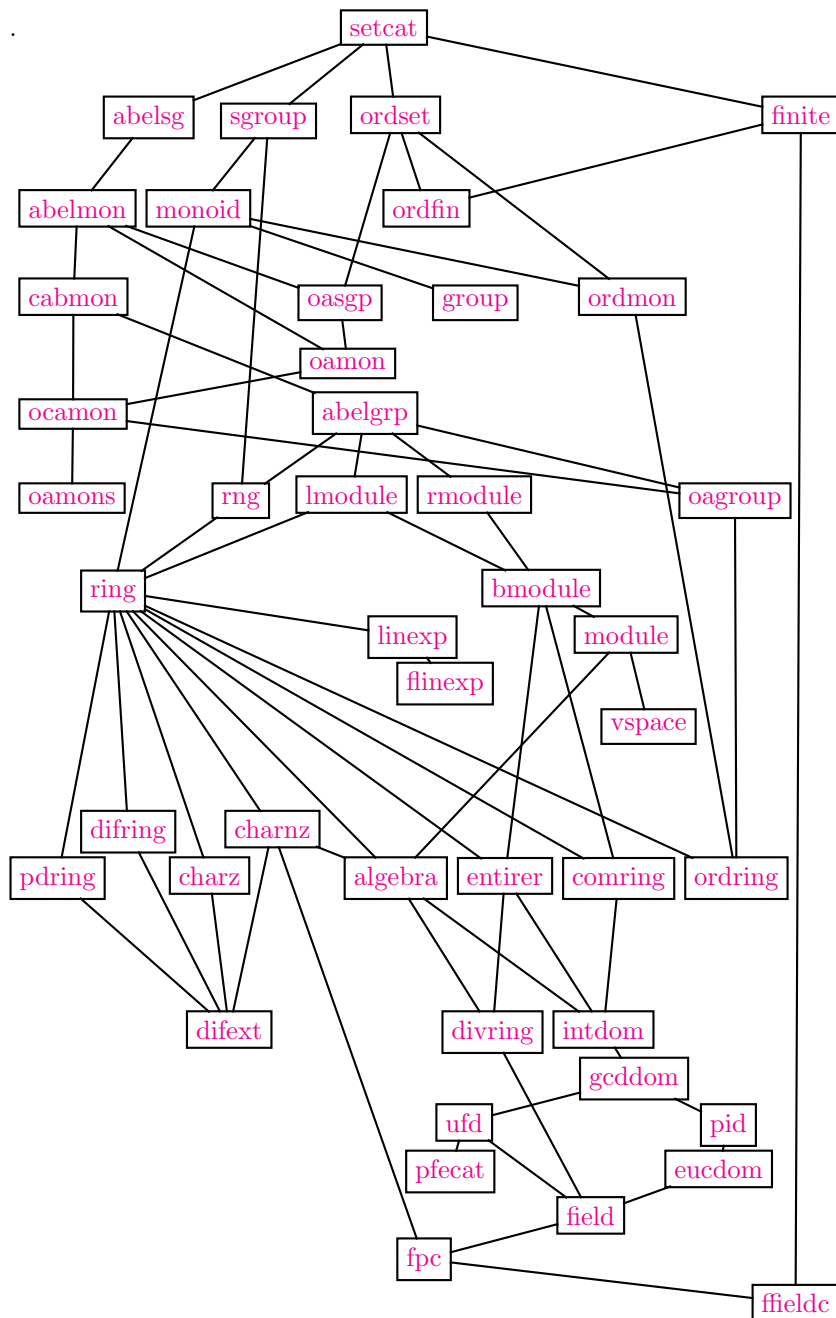 .
setcat
abelsg sgroup ordset finite
abelmon monoid ordfin
cabmon oasgp group ordmon
oamon
ocamon abelgrp
oamons rng lmodule rmodule oagroup
ring bmodule
linexp module
flinexp
vspace
difring charnz
pdring charz algebra entirer comring ordring
difext divring intdom
gcddom
ufd pid
pfecat eucdom
field
fpc
ffieldc